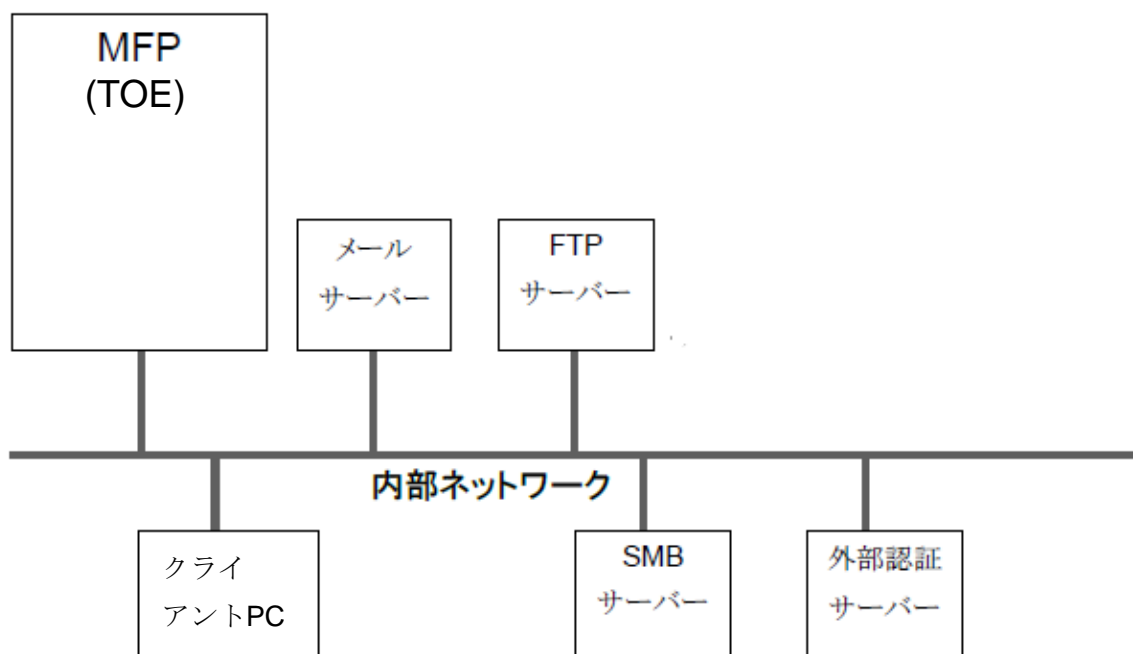 MFP
(TOE)
メール
サーバー
FTP
サーバー
内部ネットワーク
クライ
アントPC
SMB
サーバー
外部認証
サーバー